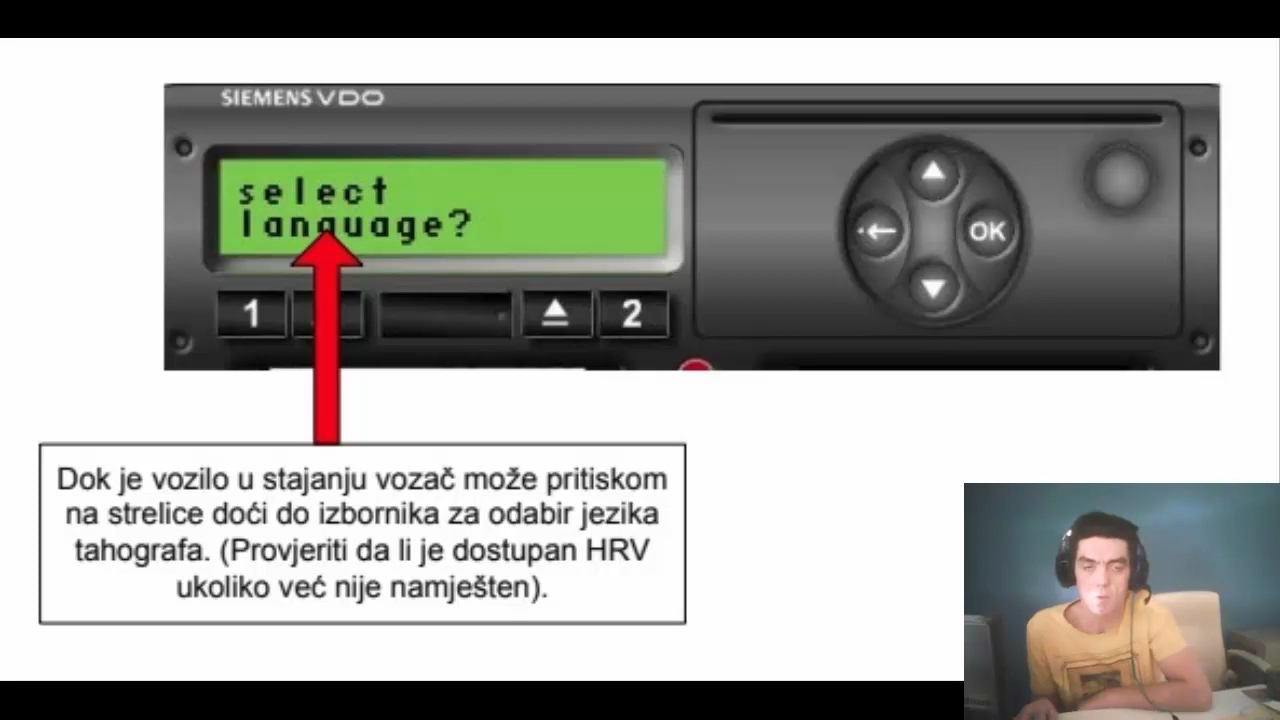 SIEMENS VDO
select
language?
OK
1
2
Dok je vozilo u stajanju vozač može pritiskom
na strelice doći do izbornika za odabir jezika
tahografa. (Provjeriti da li je dostupan HRV
ukoliko već nije namješten).